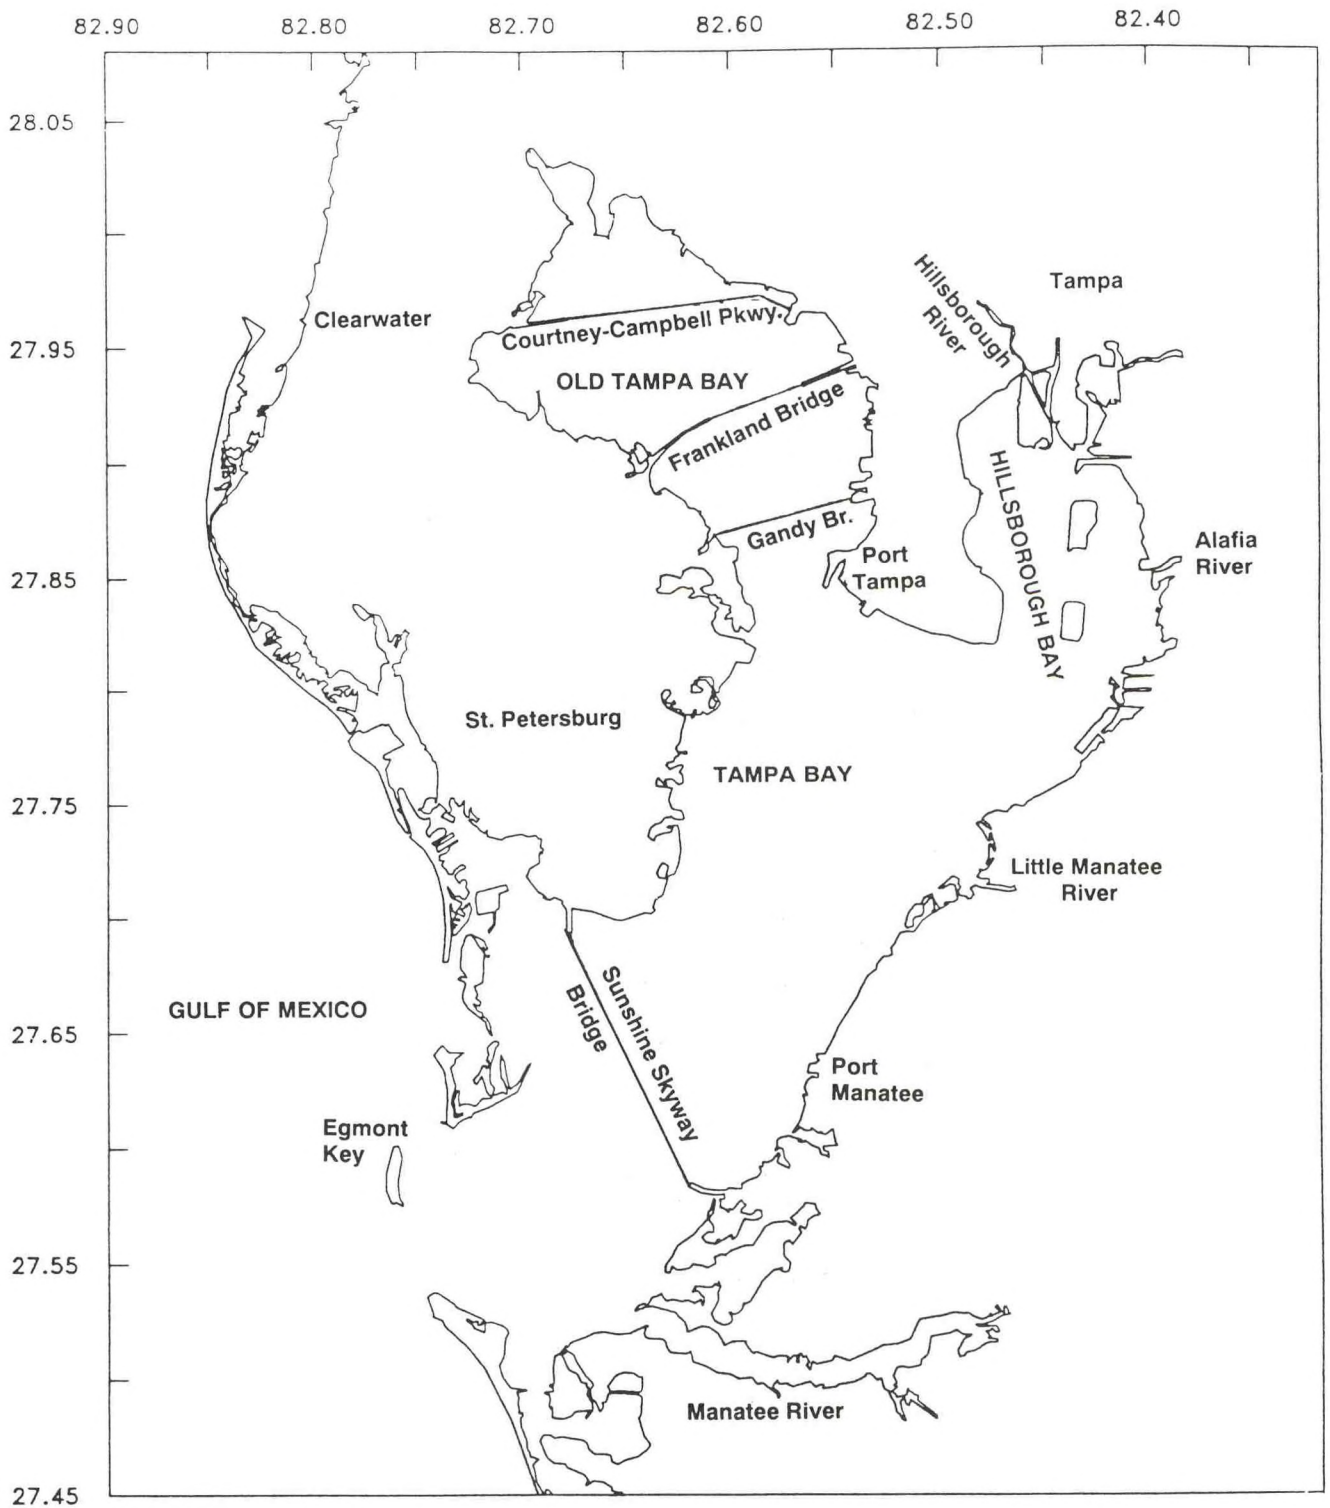 82.90 82.80 82.70 82.60 82.50 82.40
28.05
Hillsborough
River
Tampa
Clearwater
Courtney-Campbell Pkwy.
27.95
OLD TAMPA BAY
Frankland Bridge
HILLSBOROUGH BAY
Gandy Br.
Port
Tampa
Alafia
River
27.85
St. Petersburg
TAMPA BAY
27.75
Little Manatee
River
Sunshine Skyway
Bridge
GULF OF MEXICO
27.65
Port
Manatee
Egmont
Key
27.55
Manatee River
27.45